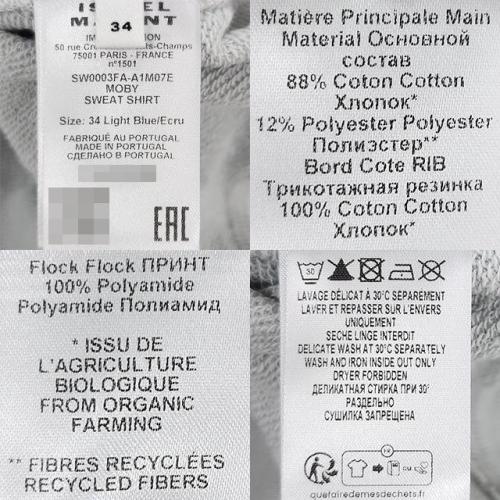 34
50 rue
75001 PARIS - FRANCE
n°1501
SW0003FA-A1M07E
MOBY
SWEAT SHIRT
Size: 34 Light Blue/Ecru
FABRIQUÉ AU PORTUGAL
MADE IN PORTUGAL
СДЕЛАНО В PORTUGAL
EAC
Matière Principale Main
Material Основной
состав
88% Coton Cotton
Хлопок*
12% Polyester Polyester
Полиэстер**
Bord Cote RIB
Трикотажная резинка
100% Coton Cotton
Хлопок*
Flock Flock ПРИНТ
100% Polyamide
Polyamide Полиамид
* ISSU DE
L'AGRICULTURE
BIOLOGIQUE
FROM ORGANIC
FARMING
** FIBRES RECYCLÉES
RECYCLED FIBERS
30
LAVAGE DÉLICAT A 30°C SEPAREMENT
LAVER ET REPASSER SUR L'ENVERS
UNIQUEMENT
SECHE LINGE INTERDIT
DELICATE WASH AT 30°C SEPARATELY
WASH AND IRON INSIDE OUT ONLY
DRYER FORBIDDEN
ДЕЛИКАТНАЯ СТИРКА ПРИ 30°
РАЗДЕЛЬНО
СУШИЛКА ЗАПРЕЩЕНА
FR
quefairedemesdechets.fr